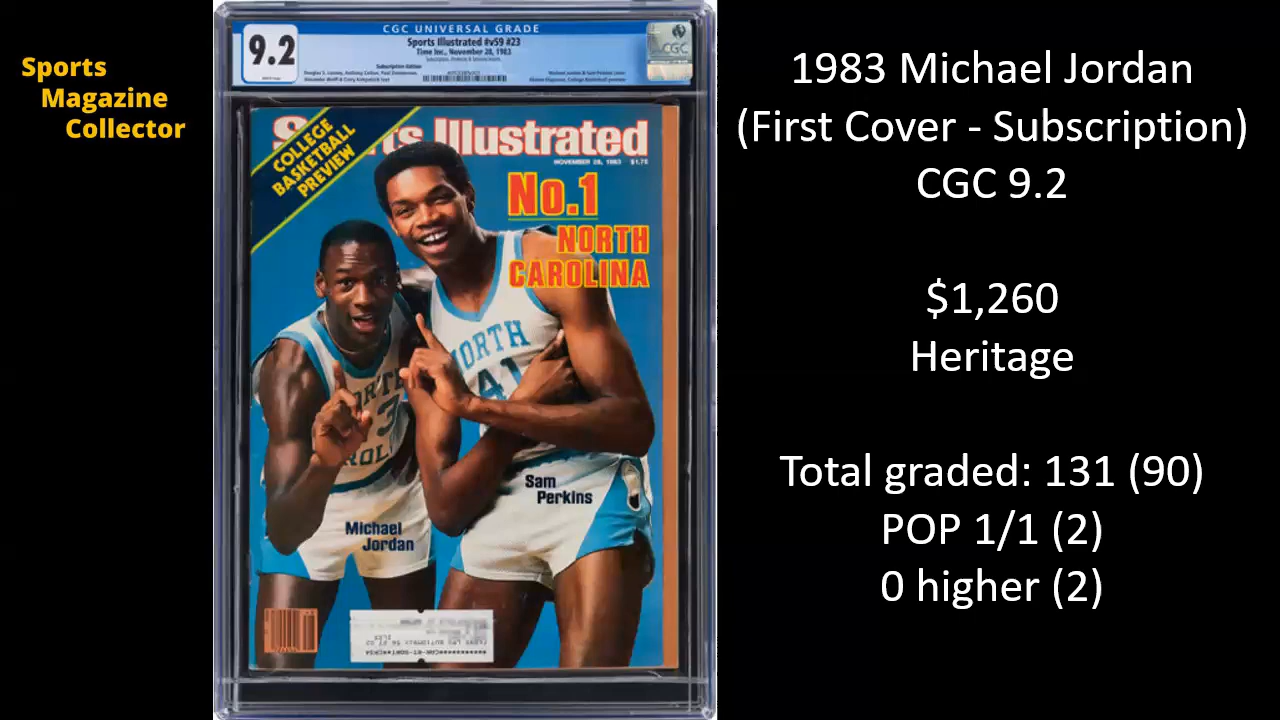 Sports
Magazine
Collector
CGC UNIVERSAL GRADE
9.2
Sports Illustrated #v59 #23
Time Inc., November 28, 1983
Subscription Edition
CGC
COLLEGE
BASKETBALL
PREVIEW
Sports Illustrated
NOVEMBER 28, 1983 $1.75
No.1
NORTH
CAROLINA
NORTH
41
Sam
Perkins
Michael
Jordan
1983 Michael Jordan
(First Cover - Subscription)
CGC 9.2
$1,260
Heritage
Total graded: 131 (90)
POP 1/1 (2)
0 higher (2)